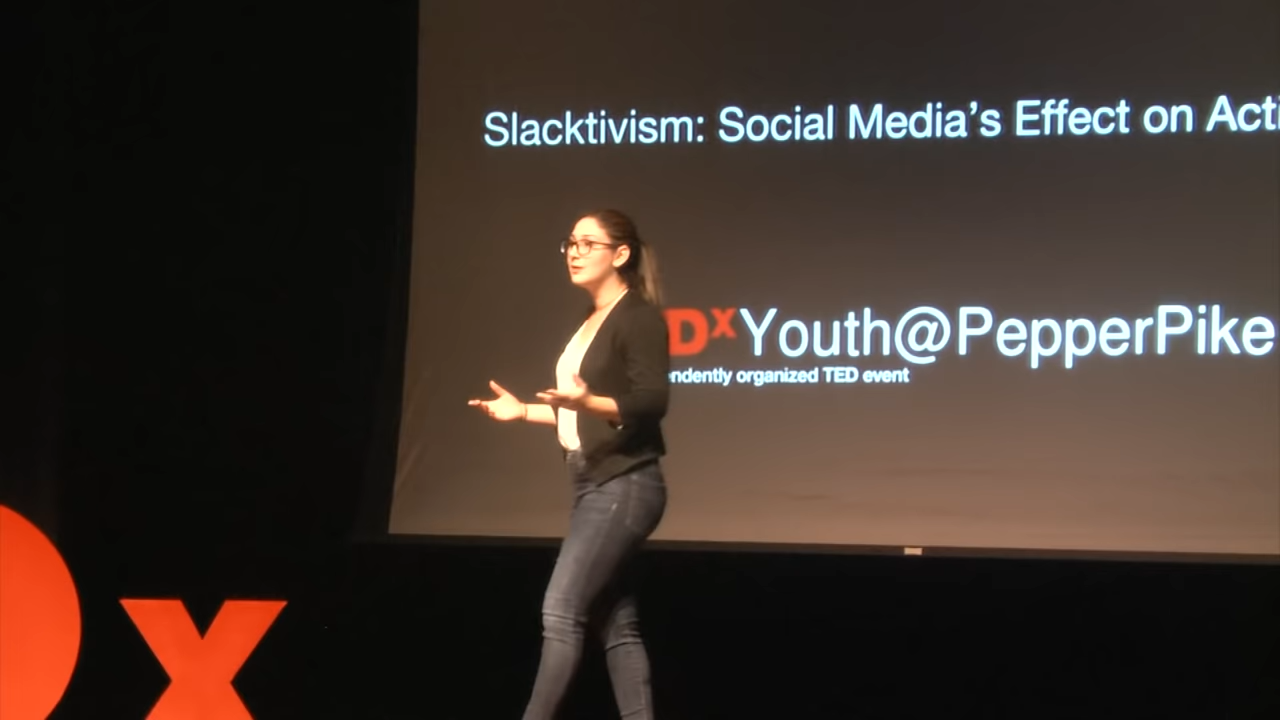 Slacktivism: Social Media's Effect on Acti
Dx Youth@PepperPike
endently organized TED event
x